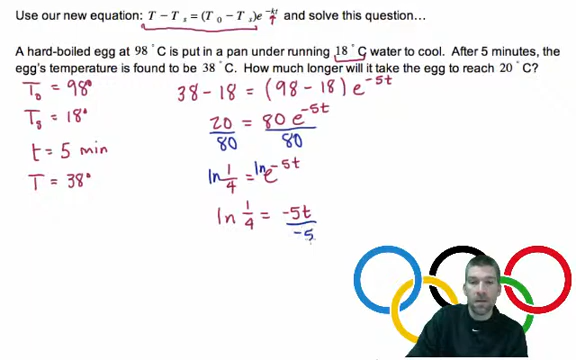 Use our new equation: T − T s = (T 0 − T s)e^−kt and solve this question…
A hard-boiled egg at 98 °C is put in a pan under running 18 °C water to cool. After 5 minutes, the
egg's temperature is found to be 38 °C. How much longer will it take the egg to reach 20 °C?
T₀ = 98°
Ts = 18°
t = 5 min
T = 38°
38 - 18 = (98 - 18) e^-5t
20/80 = 80e^-5t/80
ln 1/4 = ln e^-5t
ln 1/4 = -5t/-5